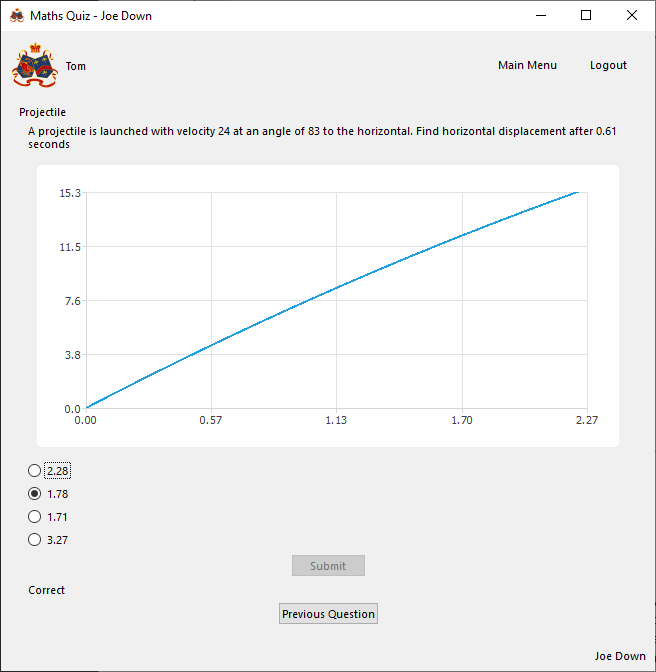 Maths Quiz - Joe Down
Tom
Main Menu
Logout
Projectile
A projectile is launched with velocity 24 at an angle of 83 to the horizontal. Find horizontal displacement after 0.61
seconds
15.3
11.5
7.6
3.8
0.0
0.00 0.57 1.13 1.70 2.27
2.28
1.78
1.71
3.27
Submit
Correct
Previous Question
Joe Down